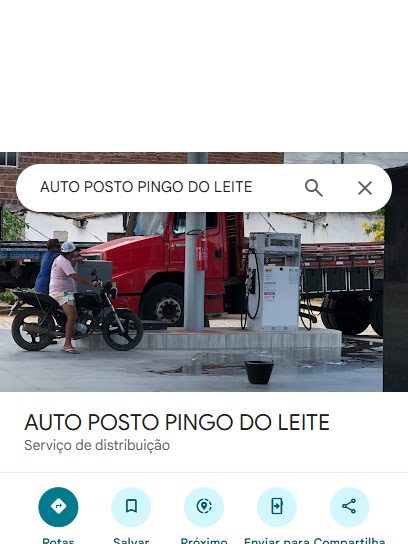 AUTO POSTO PINGO DO LEITE
AUTO POSTO PINGO DO LEITE
Serviço de distribuição
Rotas Salvar Próximo Enviar para Compartilha